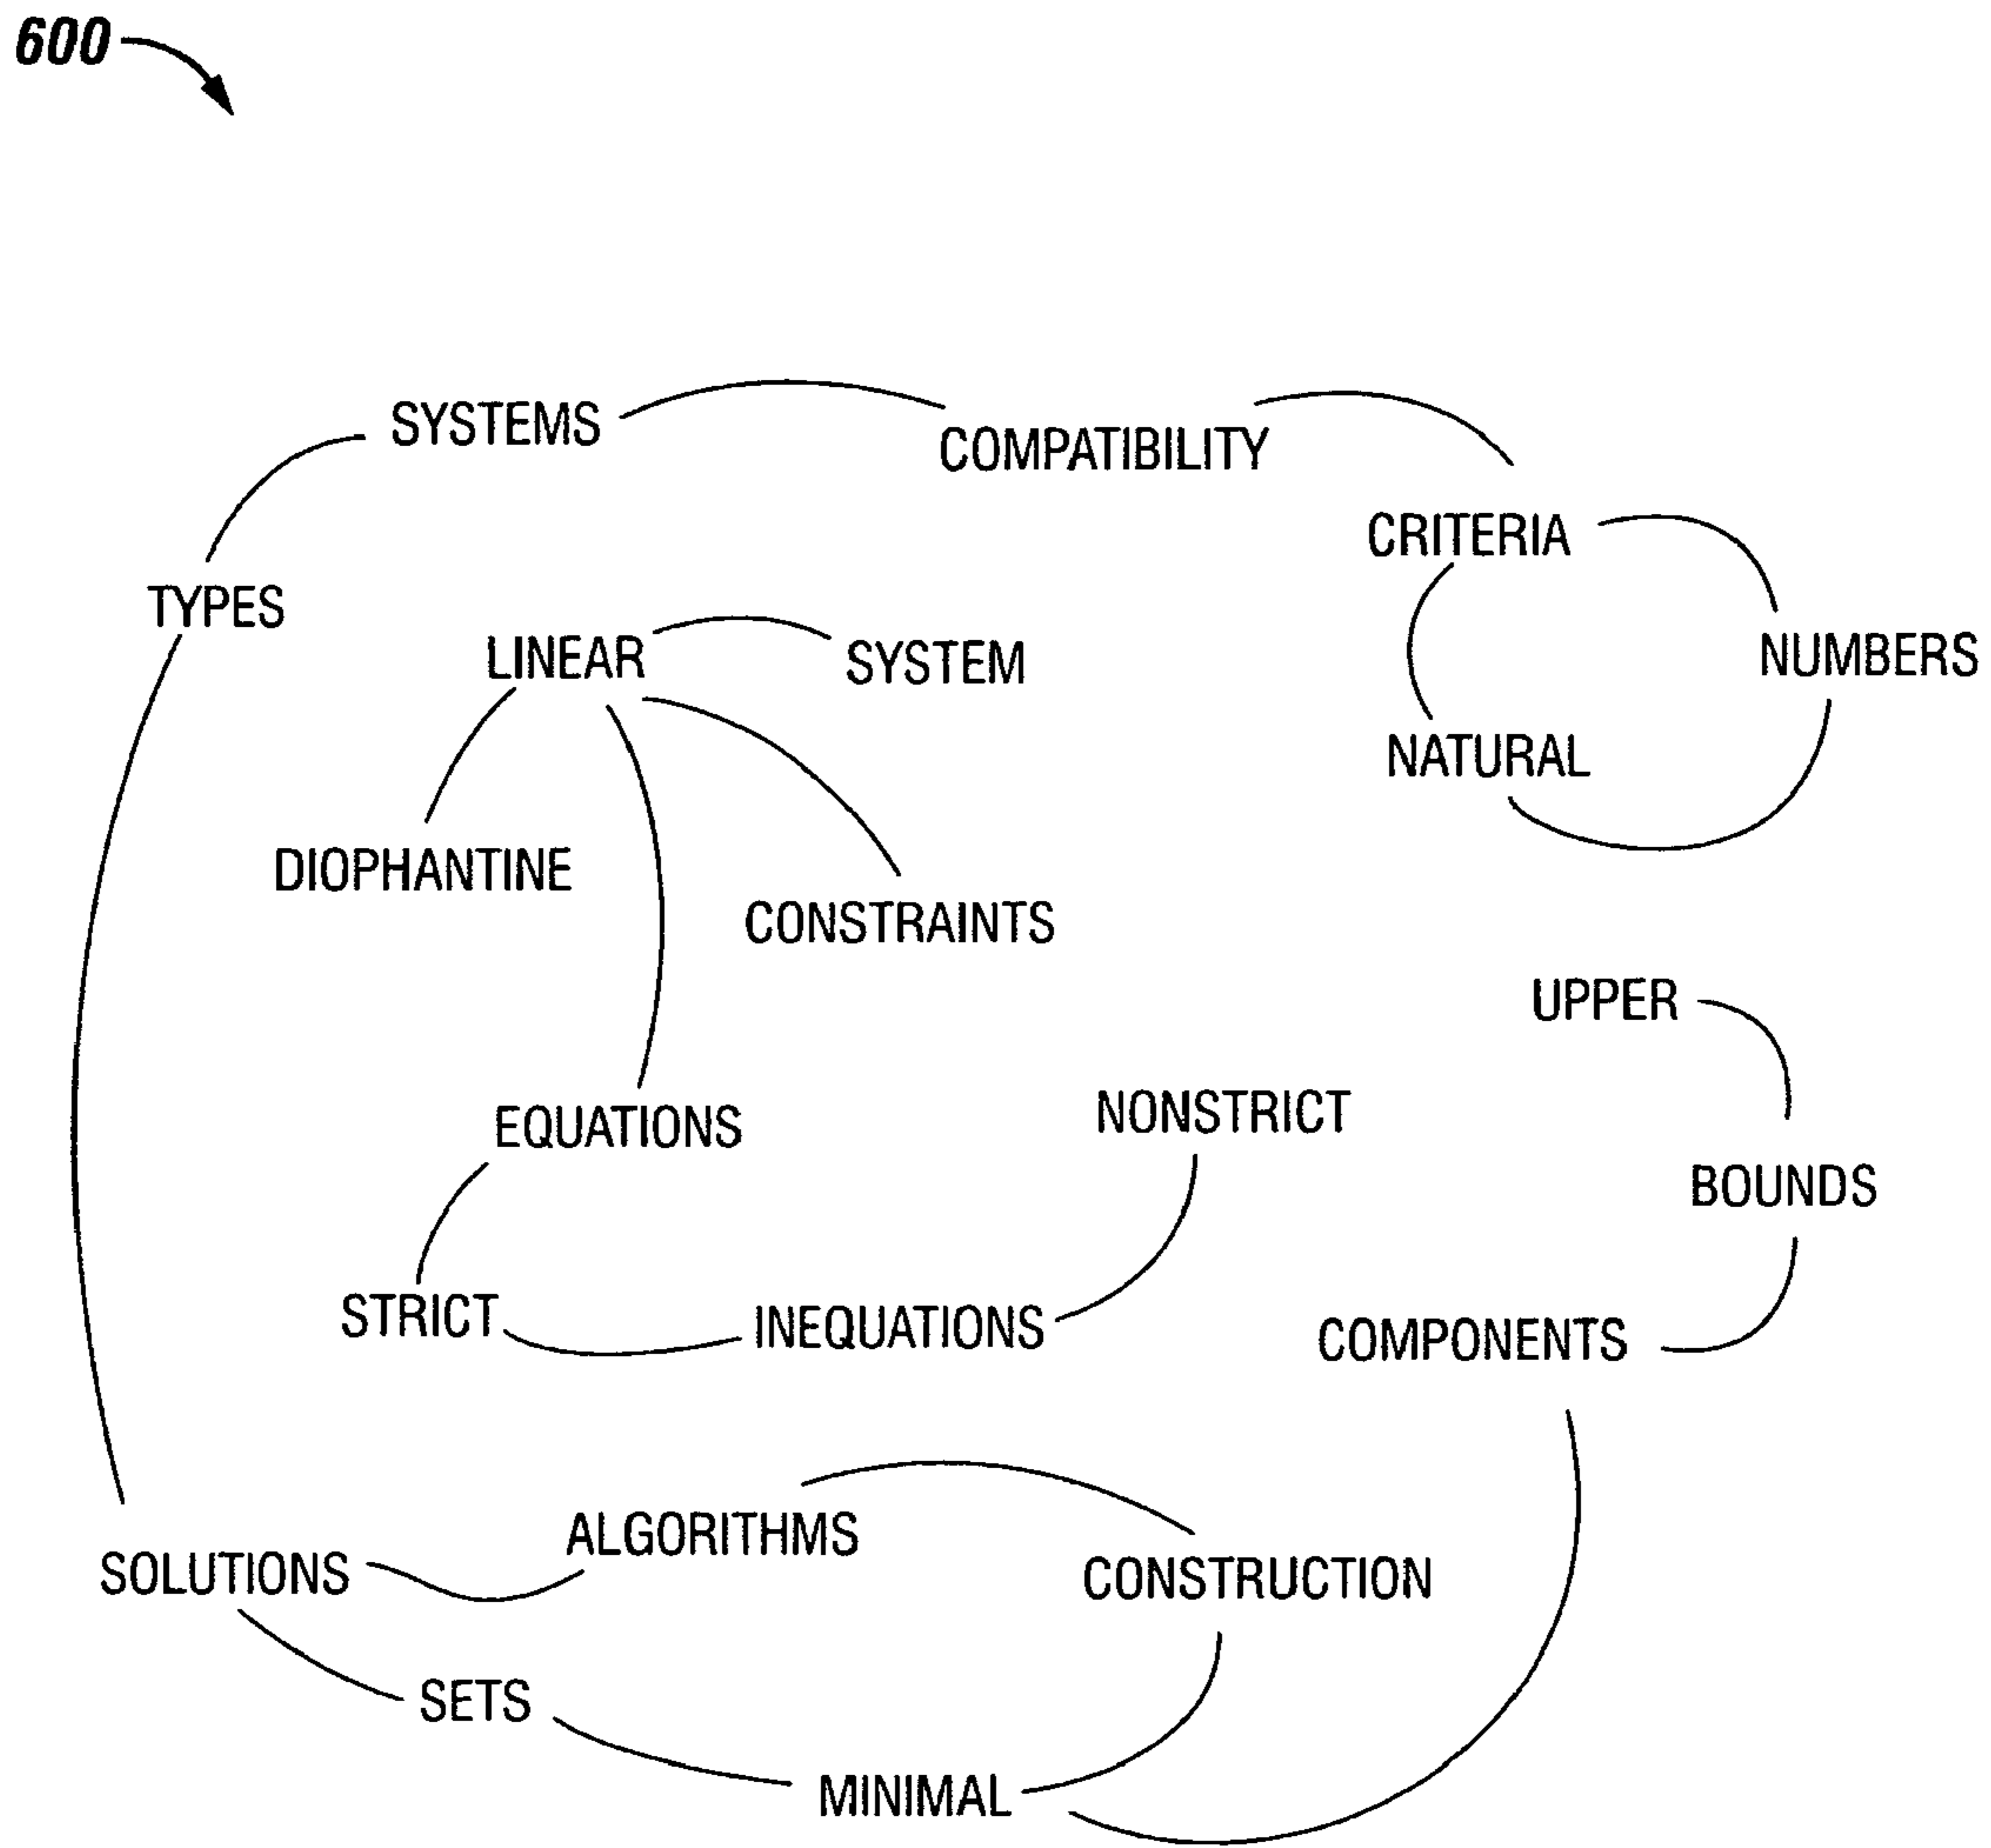 600
SYSTEMS
COMPATIBILITY
CRITERIA
TYPES
LINEAR
SYSTEM
NUMBERS
NATURAL
DIOPHANTINE
CONSTRAINTS
UPPER
EQUATIONS
NONSTRICT
BOUNDS
STRICT
INEQUATIONS
COMPONENTS
ALGORITHMS
SOLUTIONS
CONSTRUCTION
SETS
MINIMAL